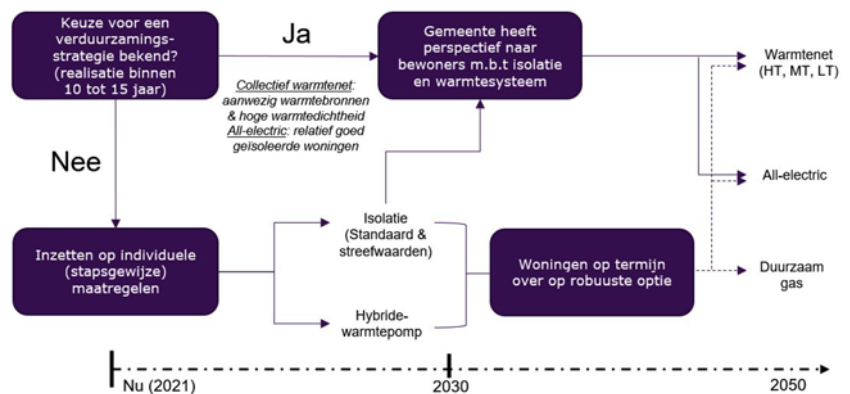 Keuze voor een
verduurzamings-
strategie bekend?
(realisatie binnen
10 tot 15 jaar)
Ja
Collectief warmtenet:
aanwezig warmtebronnen
& hoge warmtedichtheid
All-electric: relatief goed
geïsoleerde woningen
Gemeente heeft
perspectief naar
bewoners m.b.t isolatie
en warmtesysteem
Warmtenet
(HT, MT, LT)
Nee
All-electric
Inzetten op individuele
(stapsgewijze)
maatregelen
Isolatie
(Standaard &
streefwaarden)
Hybride-
warmtepomp
Woningen op termijn
over op robuuste optie
Duurzaam
gas
Nu (2021)
2030
2050